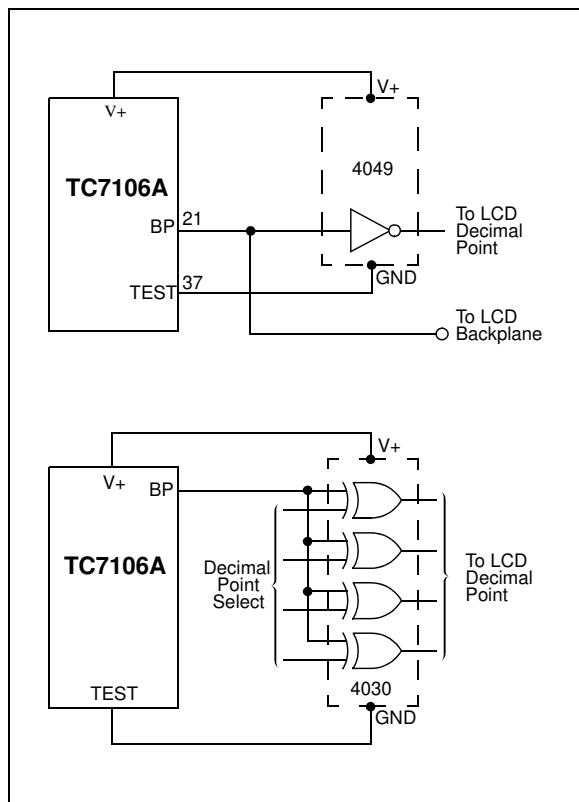 V+
V+
TC7106A
4049
BP
21
To LCD
Decimal
Point
TEST
37
GND
To LCD
Backplane
V+
V+
BP
TC7106A
Decimal
Point
Select
To LCD
Decimal
Point
4030
TEST
GND